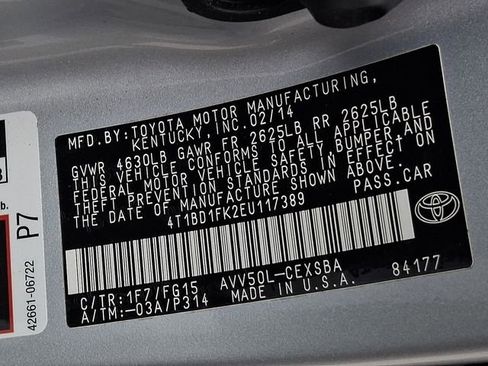 MFD.BY:TOYOTA MOTOR MANUFACTURING,
KENTUCKY,INC.02/14
GVWR 4630LB GAWR FR 2625LB RR 2625LB
THIS VEHICLE CONFORMS TO ALL APPLICABLE
FEDERAL MOTOR VEHICLE SAFETY BUMPER,AND
THEFT PREVENTION STANDARDS IN EFFECT ON
THE DATE OF MANUFACTURE SHOWN ABOVE.
4T1BD1FK2EU117389 PASS.CAR
C/TR:1F7/FG15 AVV50L-CEXSBA
A/TM:-03A/P314 MADE IN U.S.A. 84177
TOYOTA
b.
P7
42661-06722